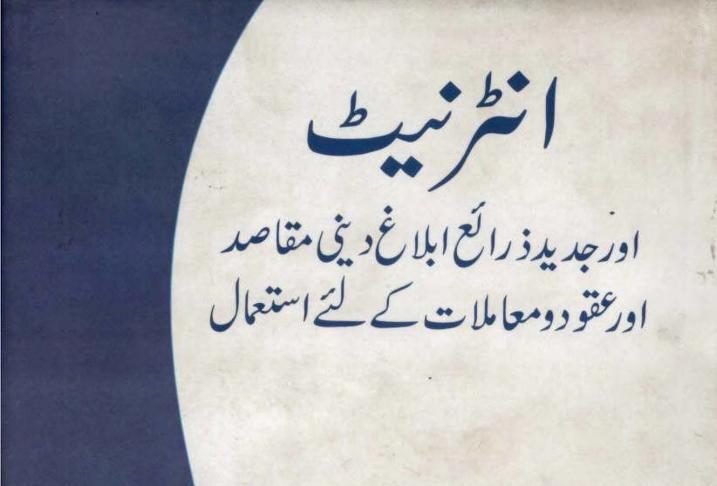 انٹرنیٹ
اور جدید ذرائع ابلاغ دینی مقاصد
اور عقود و معاملات کے لئے استعمال